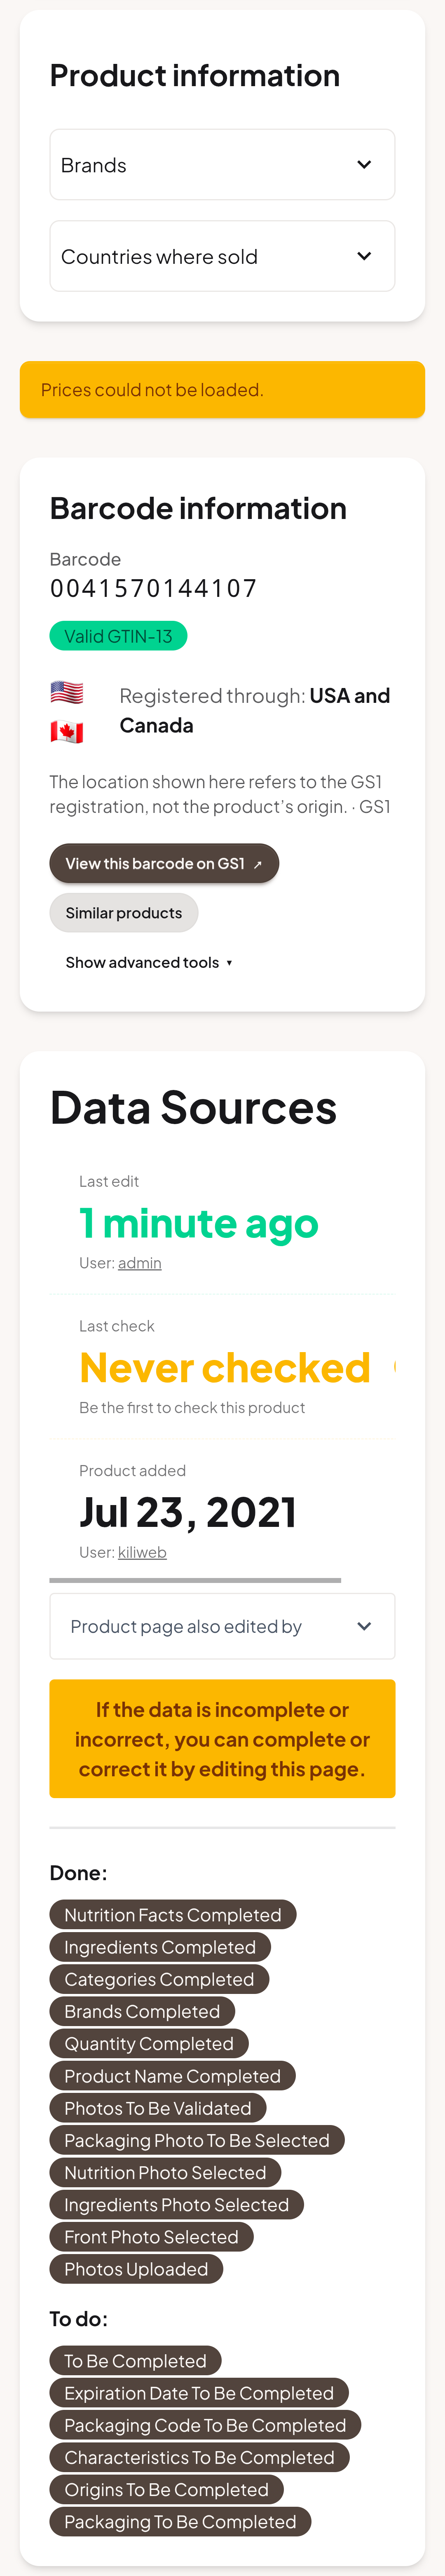 Product information
Brands
Countries where sold
Prices could not be loaded.
Barcode information
Barcode
0041570144107
Valid GTIN-13
Registered through: USA and
Canada
The location shown here refers to the GS1
registration, not the product’s origin. · GS1
View this barcode on GS1 ↗
Similar products
Show advanced tools ▾
Data Sources
Last edit
1 minute ago
User: admin
Last check
Never checked
Be the first to check this product
Product added
Jul 23, 2021
User: kiliweb
Product page also edited by
If the data is incomplete or
incorrect, you can complete or
correct it by editing this page.
Done:
Nutrition Facts Completed
Ingredients Completed
Categories Completed
Brands Completed
Quantity Completed
Product Name Completed
Photos To Be Validated
Packaging Photo To Be Selected
Nutrition Photo Selected
Ingredients Photo Selected
Front Photo Selected
Photos Uploaded
To do:
To Be Completed
Expiration Date To Be Completed
Packaging Code To Be Completed
Characteristics To Be Completed
Origins To Be Completed
Packaging To Be Completed